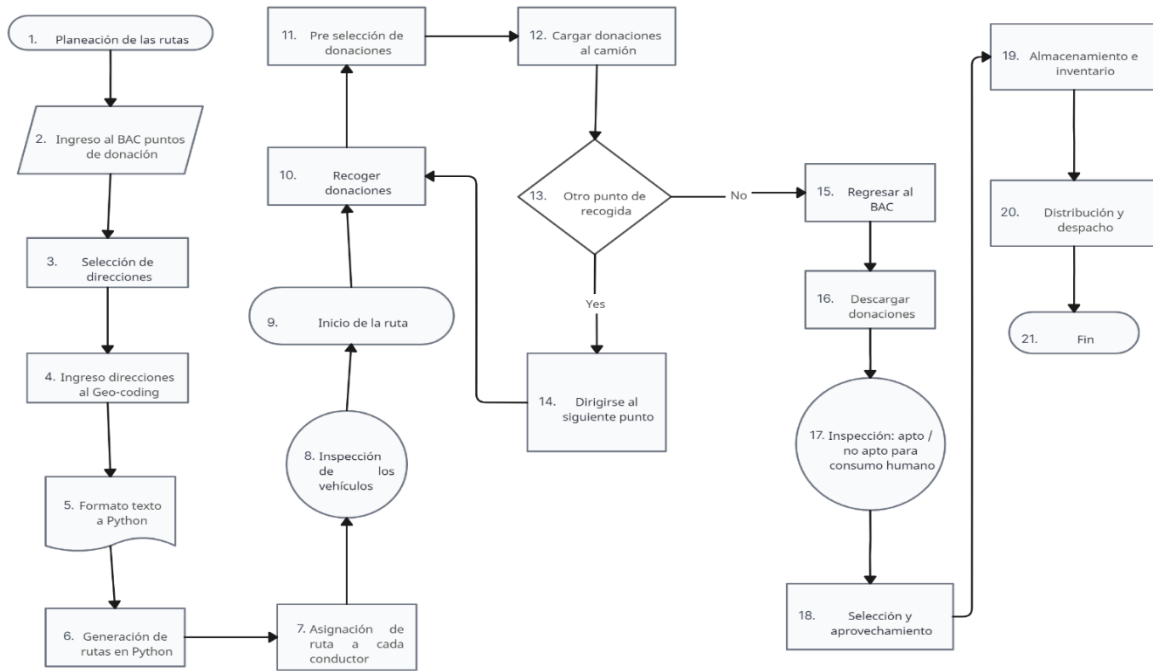 1. Planeación de las rutas
2. Ingreso al BAC puntos
de donación
3. Selección de
direcciones
4. Ingreso direcciones
al Geo-coding
5. Formato texto
a Python
6. Generación de
rutas en Python
7. Asignación de
ruta a cada
conductor
8. Inspección
de los
vehículos
9. Inicio de la ruta
10. Recoger
donaciones
11. Pre selección de
donaciones
12. Cargar donaciones
al camión
13. Otro punto de
recogida
No
Yes
14. Dirigirse al
siguiente punto
15. Regresar al
BAC
16. Descargar
donaciones
17. Inspección: apto /
no apto para
consumo humano
18. Selección y
aprovechamiento
19. Almacenamiento e
inventario
20. Distribución y
despacho
21. Fin